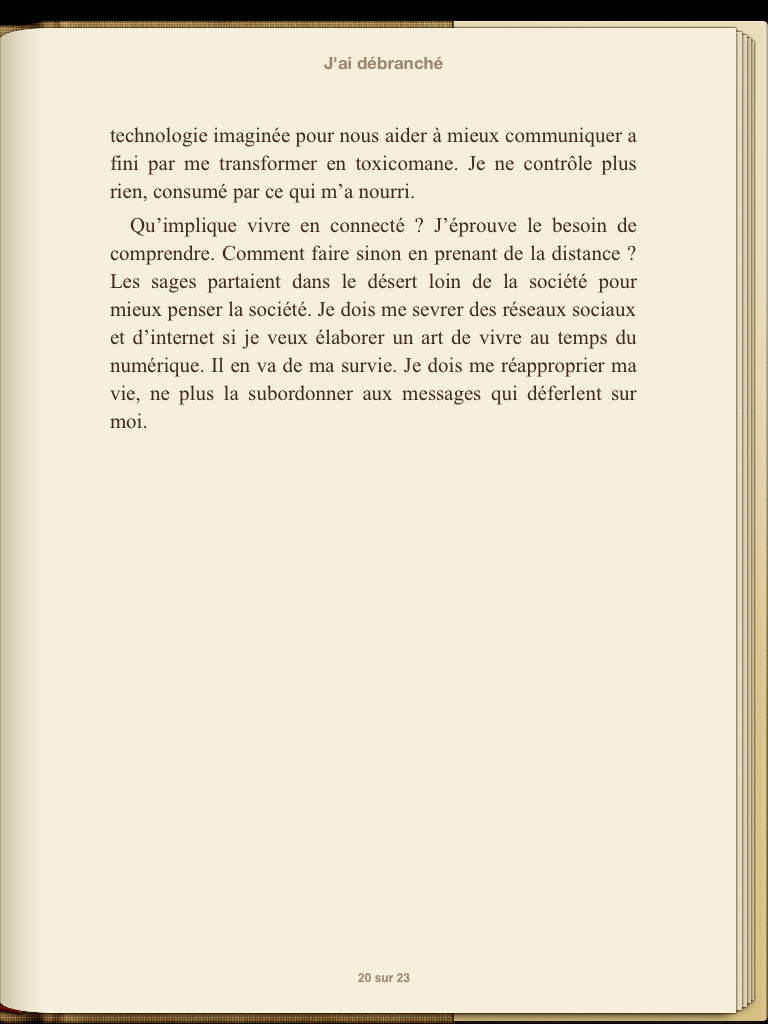 J'ai débranché
technologie imaginée pour nous aider à mieux communiquer a
fini par me transformer en toxicomane. Je ne contrôle plus
rien, consumé par ce qui m’a nourri.
Qu’implique vivre en connecté ? J’éprouve le besoin de
comprendre. Comment faire sinon en prenant de la distance ?
Les sages partaient dans le désert loin de la société pour
mieux penser la société. Je dois me sevrer des réseaux sociaux
et d’internet si je veux élaborer un art de vivre au temps du
numérique. Il en va de ma survie. Je dois me réapproprier ma
vie, ne plus la subordonner aux messages qui déferlent sur
moi.
20 sur 23